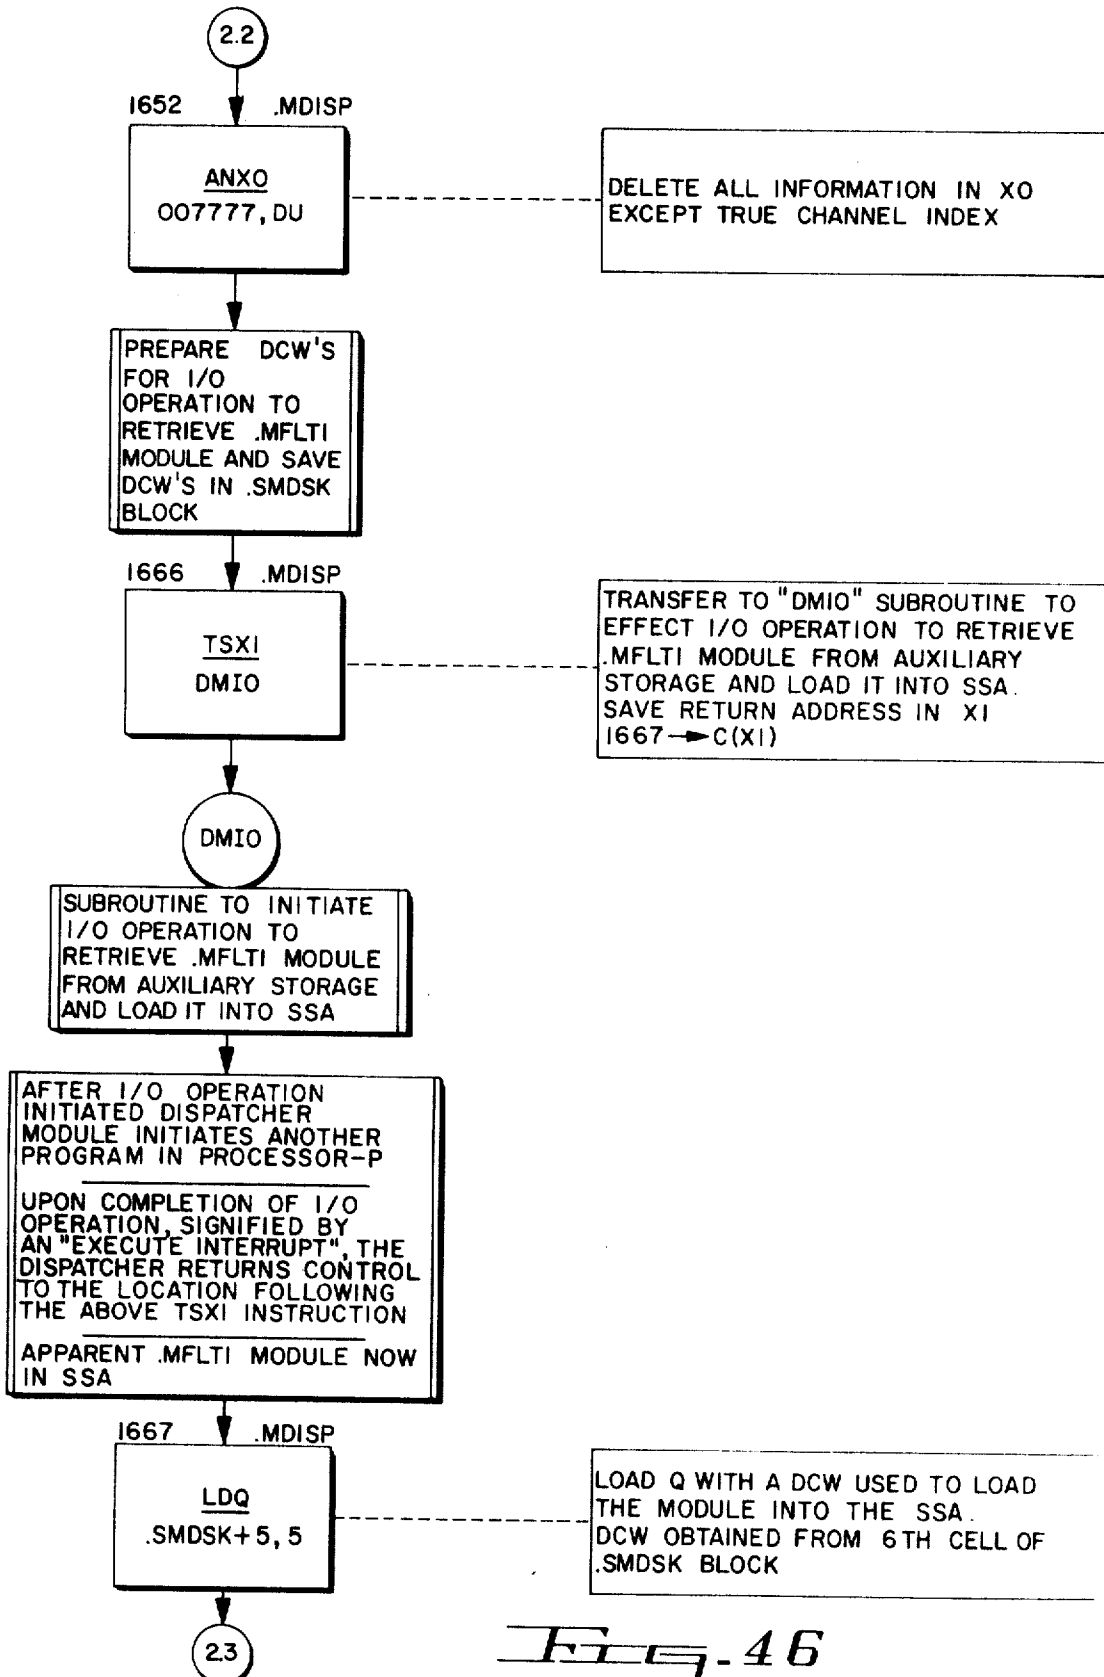 2.2
1652 .MDISP
ANXO
007777, DU
DELETE ALL INFORMATION IN XO
EXCEPT TRUE CHANNEL INDEX
PREPARE DCW'S
FOR I/O
OPERATION TO
RETRIEVE .MFLTI
MODULE AND SAVE
DCW'S IN .SMDSK
BLOCK
1666 .MDISP
TSXI
DMIO
TRANSFER TO "DMIO" SUBROUTINE TO
EFFECT I/O OPERATION TO RETRIEVE
.MFLTI MODULE FROM AUXILIARY
STORAGE AND LOAD IT INTO SSA.
SAVE RETURN ADDRESS IN XI
1667→C(XI)
DMIO
SUBROUTINE TO INITIATE
I/O OPERATION TO
RETRIEVE .MFLTI MODULE
FROM AUXILIARY STORAGE
AND LOAD IT INTO SSA
AFTER I/O OPERATION
INITIATED DISPATCHER
MODULE INITIATES ANOTHER
PROGRAM IN PROCESSOR-P
UPON COMPLETION OF I/O
OPERATION, SIGNIFIED BY
AN "EXECUTE INTERRUPT", THE
DISPATCHER RETURNS CONTROL
TO THE LOCATION FOLLOWING
THE ABOVE TSXI INSTRUCTION
APPARENT .MFLTI MODULE NOW
IN SSA
1667 .MDISP
LDQ
.SMDSK+5, 5
LOAD Q WITH A DCW USED TO LOAD
THE MODULE INTO THE SSA.
DCW OBTAINED FROM 6TH CELL OF
.SMDSK BLOCK
2.3
Fig. 46